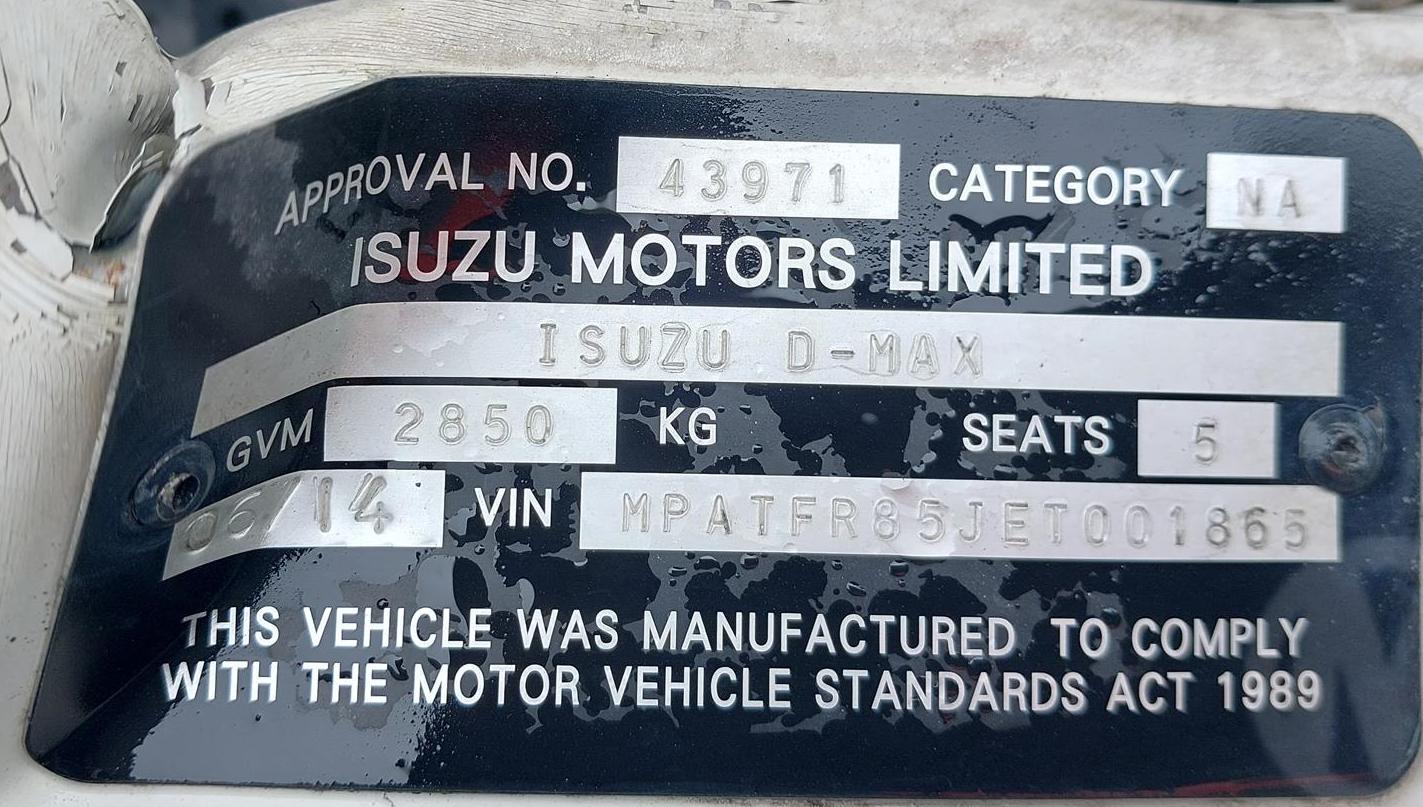 APPROVAL NO. 43971 CATEGORY NA
ISUZU MOTORS LIMITED
ISUZU D-MAX
GVM 2850 KG SEATS 5
06/14 VIN MPATFR85JET001865
THIS VEHICLE WAS MANUFACTURED TO COMPLY
WITH THE MOTOR VEHICLE STANDARDS ACT 1989